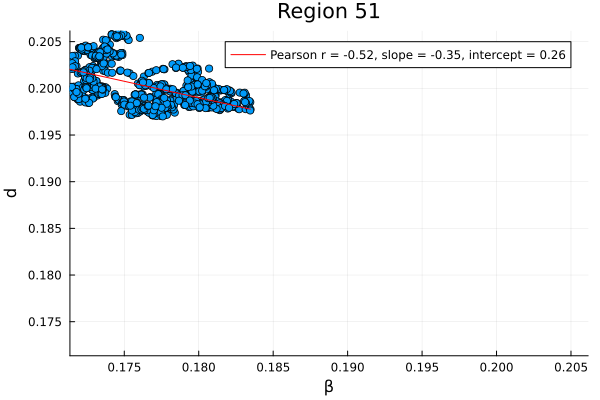 Region 51
Pearson r = -0.52, slope = -0.35, intercept = 0.26
d
0.205
0.200
0.195
0.190
0.185
0.180
0.175
0.175 0.180 0.185 0.190 0.195 0.200 0.205
β